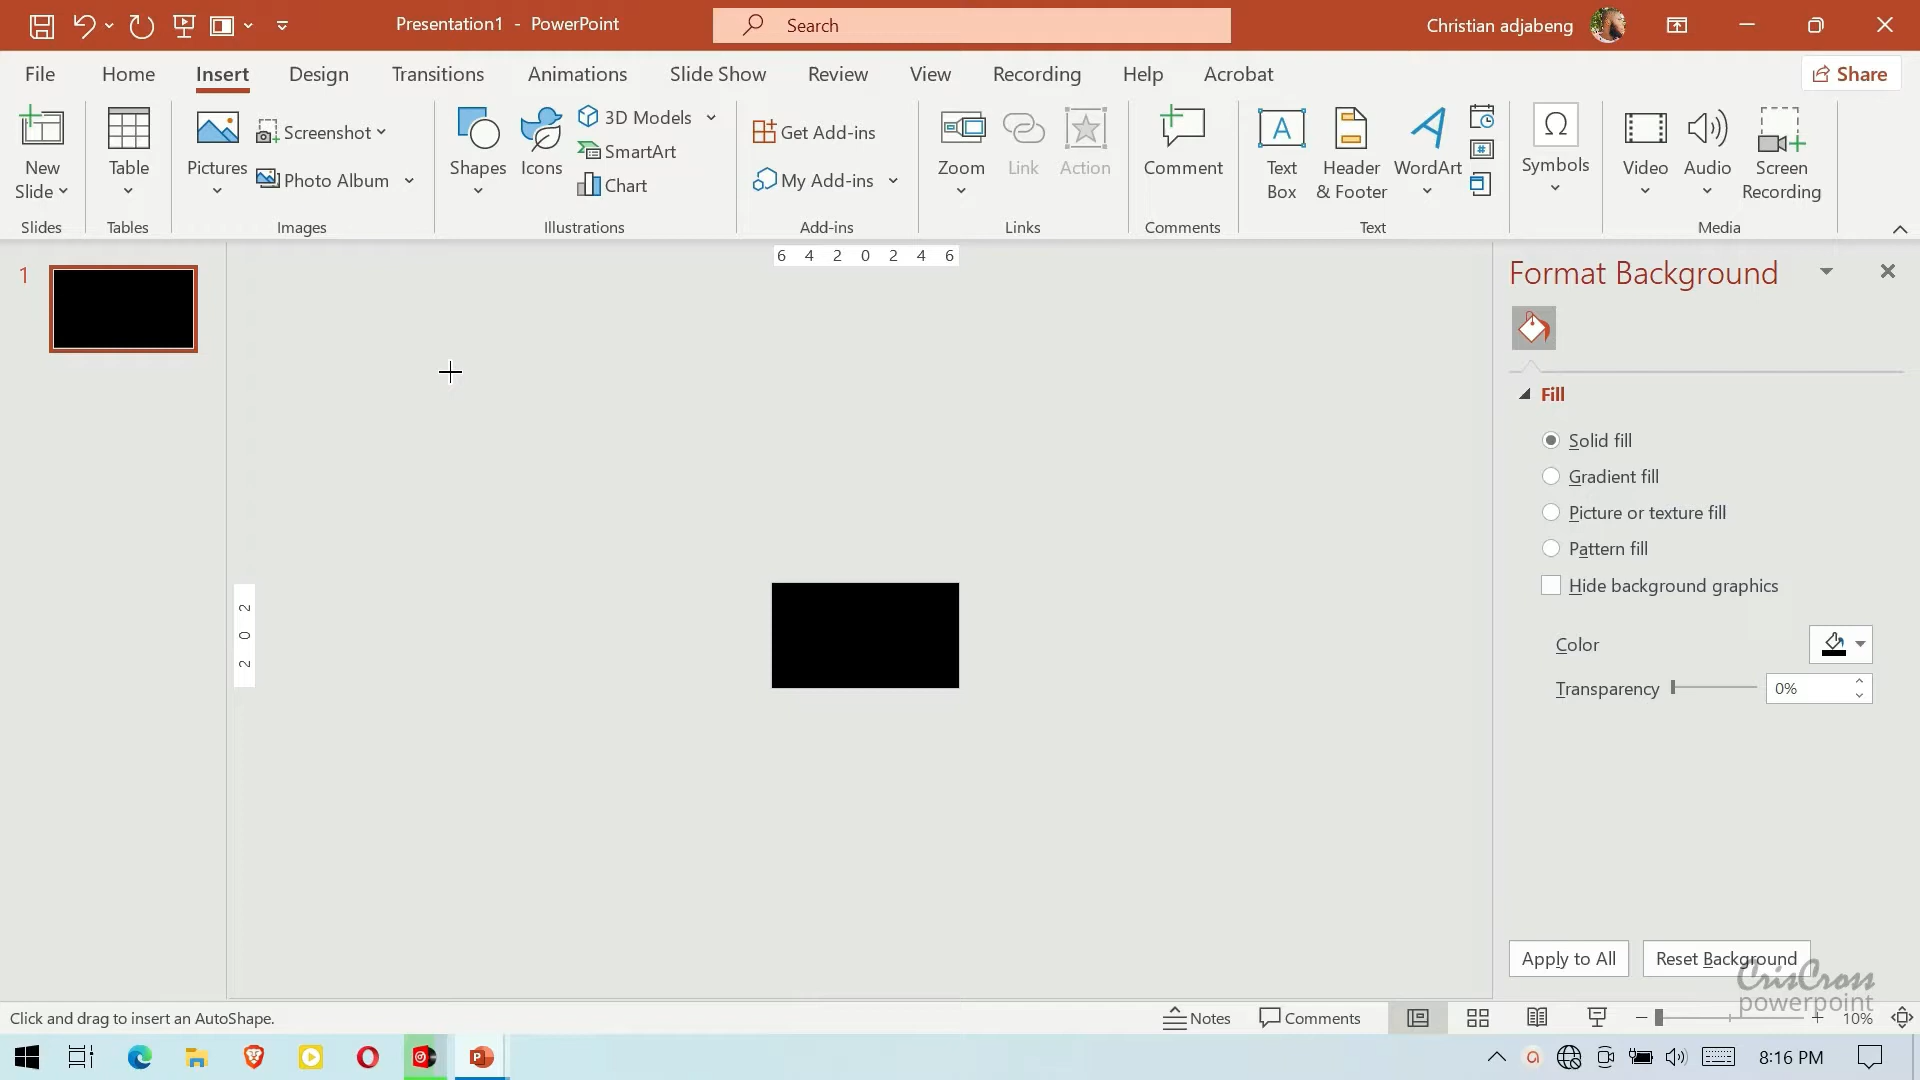 Presentation1 - PowerPoint
Search
Christian adjabeng
File Home Insert Design Transitions Animations Slide Show Review View Recording Help Acrobat
Share
New Slide
Table
Pictures
Screenshot
Photo Album
Shapes
Icons
3D Models
SmartArt
Chart
Get Add-ins
My Add-ins
Zoom
Link
Action
Comment
Text Box
Header & Footer
WordArt
Symbols
Video
Audio
Screen Recording
Slides Tables Images Illustrations Add-ins Links Comments Text Media
6 4 2 0 2 4 6
1
2 0 2
Format Background
Fill
Solid fill
Gradient fill
Picture or texture fill
Pattern fill
Hide background graphics
Color
Transparency 0%
Apply to All Reset Background
CrisCross
powerpoint
Click and drag to insert an AutoShape.
Notes Comments 10%
8:16 PM